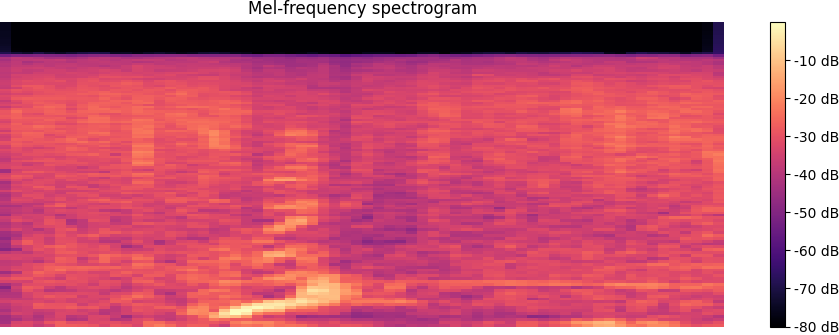 Mel-frequency spectrogram
-10 dB
-20 dB
-30 dB
-40 dB
-50 dB
-60 dB
-70 dB
-80 dB